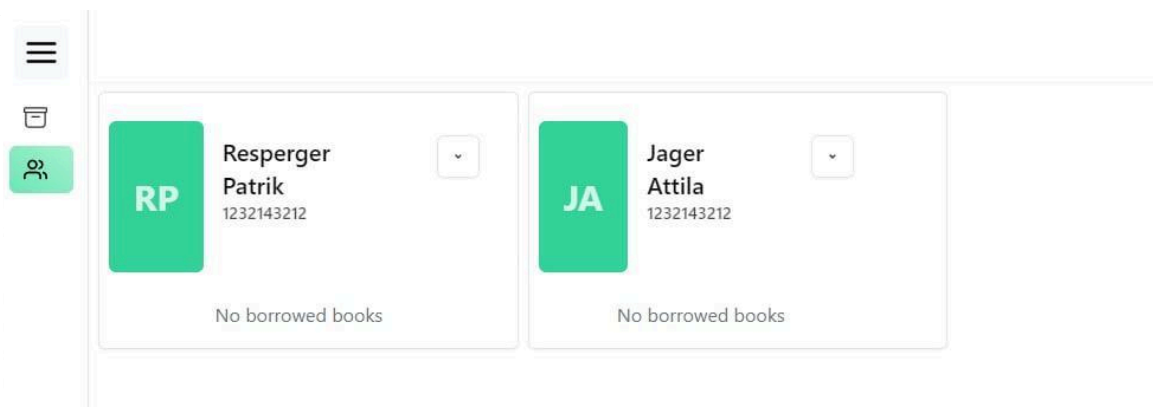 RP
Resperger
Patrik
1232143212
No borrowed books
JA
Jager
Attila
1232143212
No borrowed books